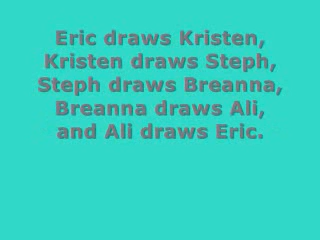 Eric draws Kristen,
Kristen draws Steph,
Steph draws Breanna,
Breanna draws Ali,
and Ali draws Eric.